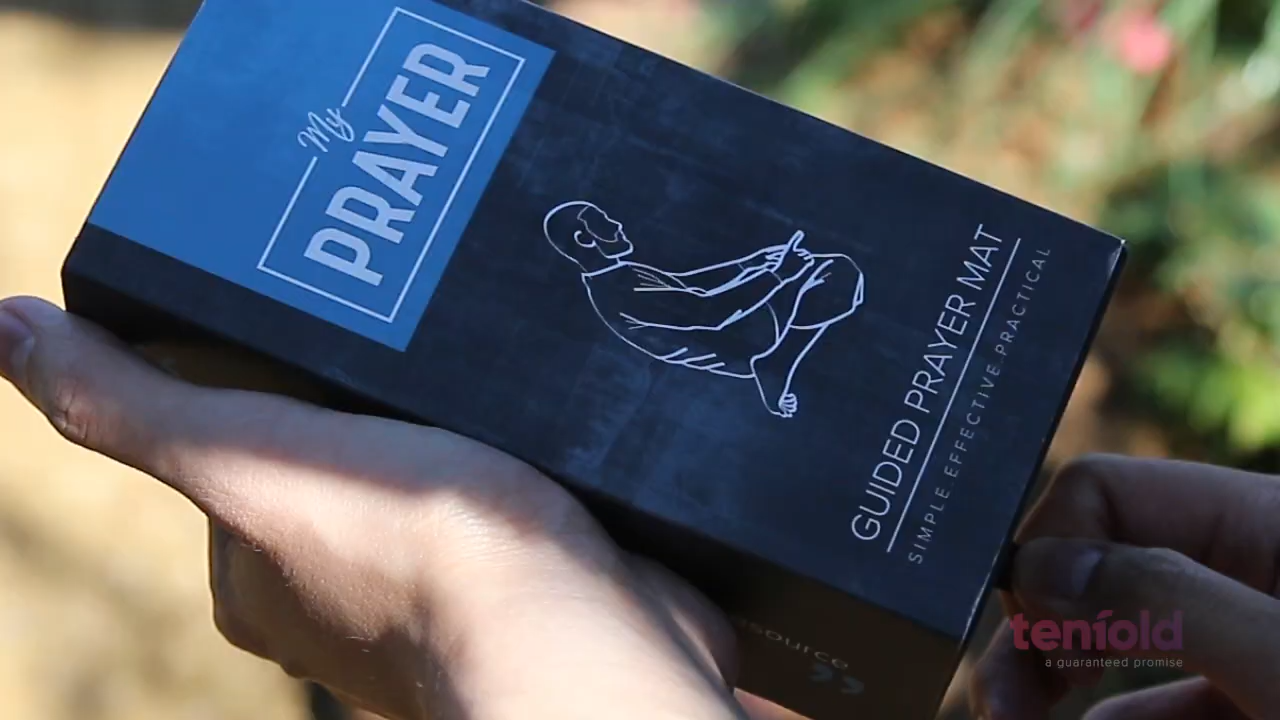 My
PRAYER
GUIDED PRAYER MAT
SIMPLE.EFFECTIVE.PRACTICAL
tenfold
a guaranteed promise